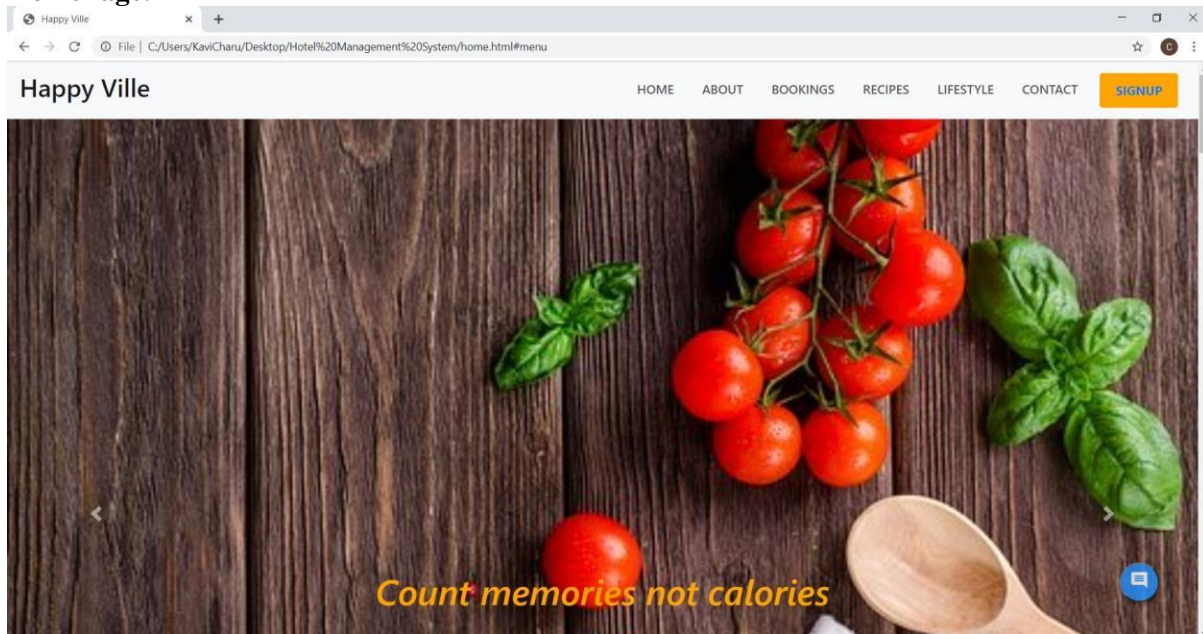 Happy Ville
File | C:/Users/KaviCharu/Desktop/Hotel%20Management%20System/home.html#menu
C
Happy Ville
HOME ABOUT BOOKINGS RECIPES LIFESTYLE CONTACT SIGNUP
Count memories not calories